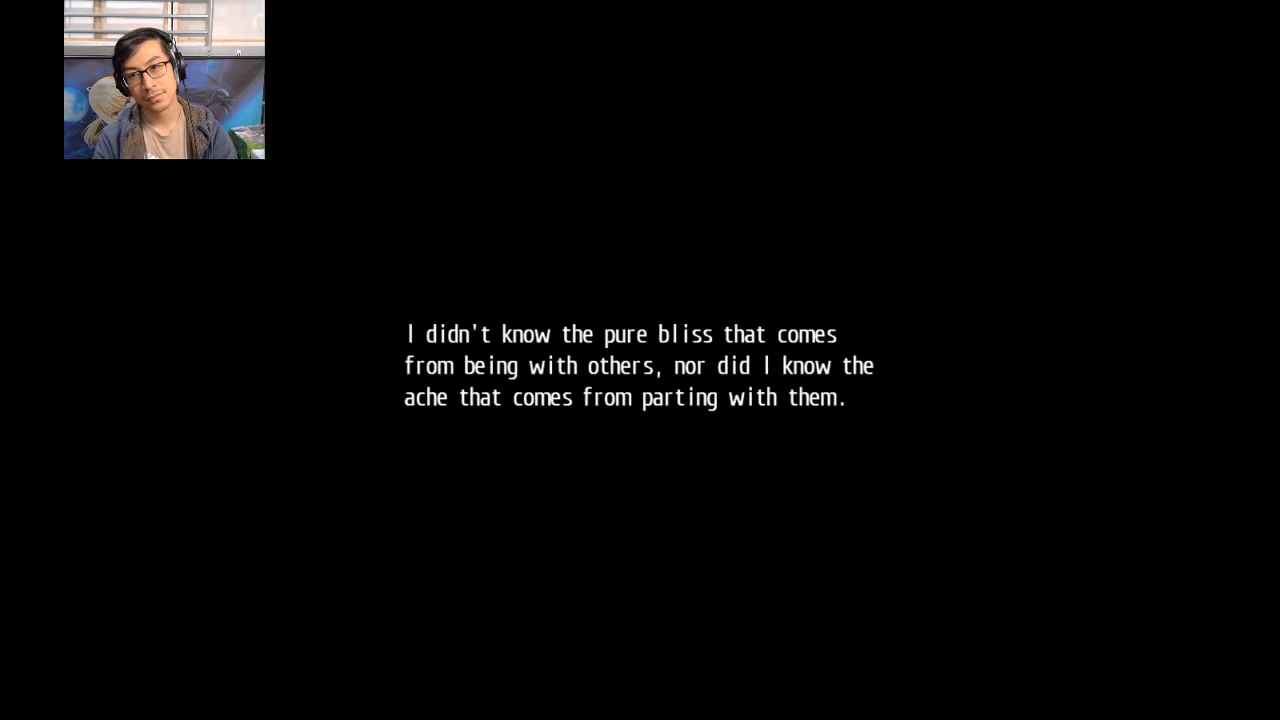 I didn't know the pure bliss that comes
from being with others, nor did I know the
ache that comes from parting with them.